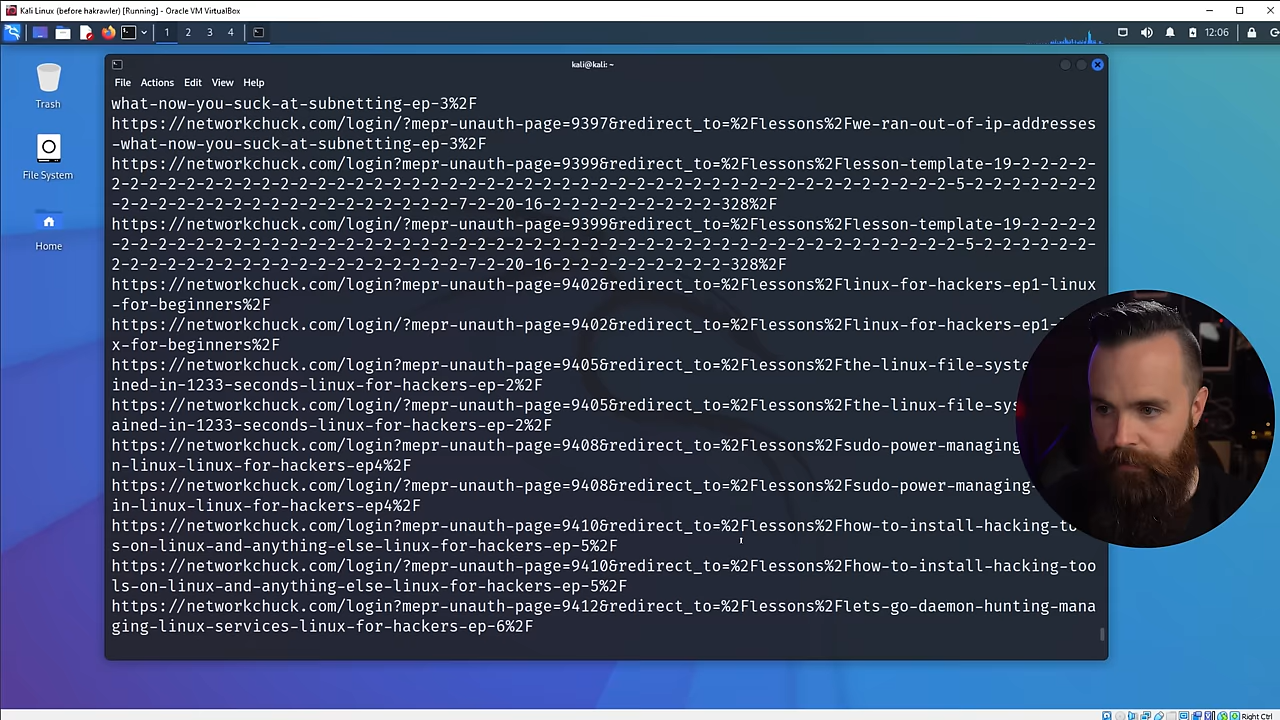 Kali Linux (before hakrawler) [Running] - Oracle VM VirtualBox
1 2 3 4
12:06
kali@kali: ~
File Actions Edit View Help
Trash
File System
Home
what-now-you-suck-at-subnetting-ep-3%2F
https://networkchuck.com/login/?mepr-unauth-page=9397&redirect_to=%2Flessons%2Fwe-ran-out-of-ip-addresses
-what-now-you-suck-at-subnetting-ep-3%2F
https://networkchuck.com/login?mepr-unauth-page=9399&redirect_to=%2Flessons%2Flesson-template-19-2-2-2-2-
2-2-2-2-2-2-2-2-2-2-2-2-2-2-2-2-2-2-2-2-2-2-2-2-2-2-2-2-2-2-2-2-2-2-2-2-2-2-2-2-2-5-2-2-2-2-2-2-2
-2-2-2-2-2-2-2-2-2-2-2-2-2-2-2-2-2-2-7-2-20-16-2-2-2-2-2-2-2-2-2-328%2F
https://networkchuck.com/login/?mepr-unauth-page=9399&redirect_to=%2Flessons%2Flesson-template-19-2-2-2-2
-2-2-2-2-2-2-2-2-2-2-2-2-2-2-2-2-2-2-2-2-2-2-2-2-2-2-2-2-2-2-2-2-2-2-2-2-2-2-2-2-2-5-2-2-2-2-2-2-
2-2-2-2-2-2-2-2-2-2-2-2-2-2-2-2-2-2-2-7-2-20-16-2-2-2-2-2-2-2-2-2-328%2F
https://networkchuck.com/login?mepr-unauth-page=9402&redirect_to=%2Flessons%2Flinux-for-hackers-ep1-linux
-for-beginners%2F
https://networkchuck.com/login/?mepr-unauth-page=9402&redirect_to=%2Flessons%2Flinux-for-hackers-ep1-
x-for-beginners%2F
https://networkchuck.com/login?mepr-unauth-page=9405&redirect_to=%2Flessons%2Fthe-linux-file-syste
ined-in-1233-seconds-linux-for-hackers-ep-2%2F
https://networkchuck.com/login/?mepr-unauth-page=9405&redirect_to=%2Flessons%2Fthe-linux-file-sys
ained-in-1233-seconds-linux-for-hackers-ep-2%2F
https://networkchuck.com/login?mepr-unauth-page=9408&redirect_to=%2Flessons%2Fsudo-power-managing
n-linux-linux-for-hackers-ep4%2F
https://networkchuck.com/login/?mepr-unauth-page=9408&redirect_to=%2Flessons%2Fsudo-power-managing-
in-linux-linux-for-hackers-ep4%2F
https://networkchuck.com/login?mepr-unauth-page=9410&redirect_to=%2Flessons%2Fhow-to-install-hacking-to
s-on-linux-and-anything-else-linux-for-hackers-ep-5%2F
https://networkchuck.com/login/?mepr-unauth-page=9410&redirect_to=%2Flessons%2Fhow-to-install-hacking-too
ls-on-linux-and-anything-else-linux-for-hackers-ep-5%2F
https://networkchuck.com/login?mepr-unauth-page=9412&redirect_to=%2Flessons%2Flets-go-daemon-hunting-mana
ging-linux-services-linux-for-hackers-ep-6%2F
Right Ctrl